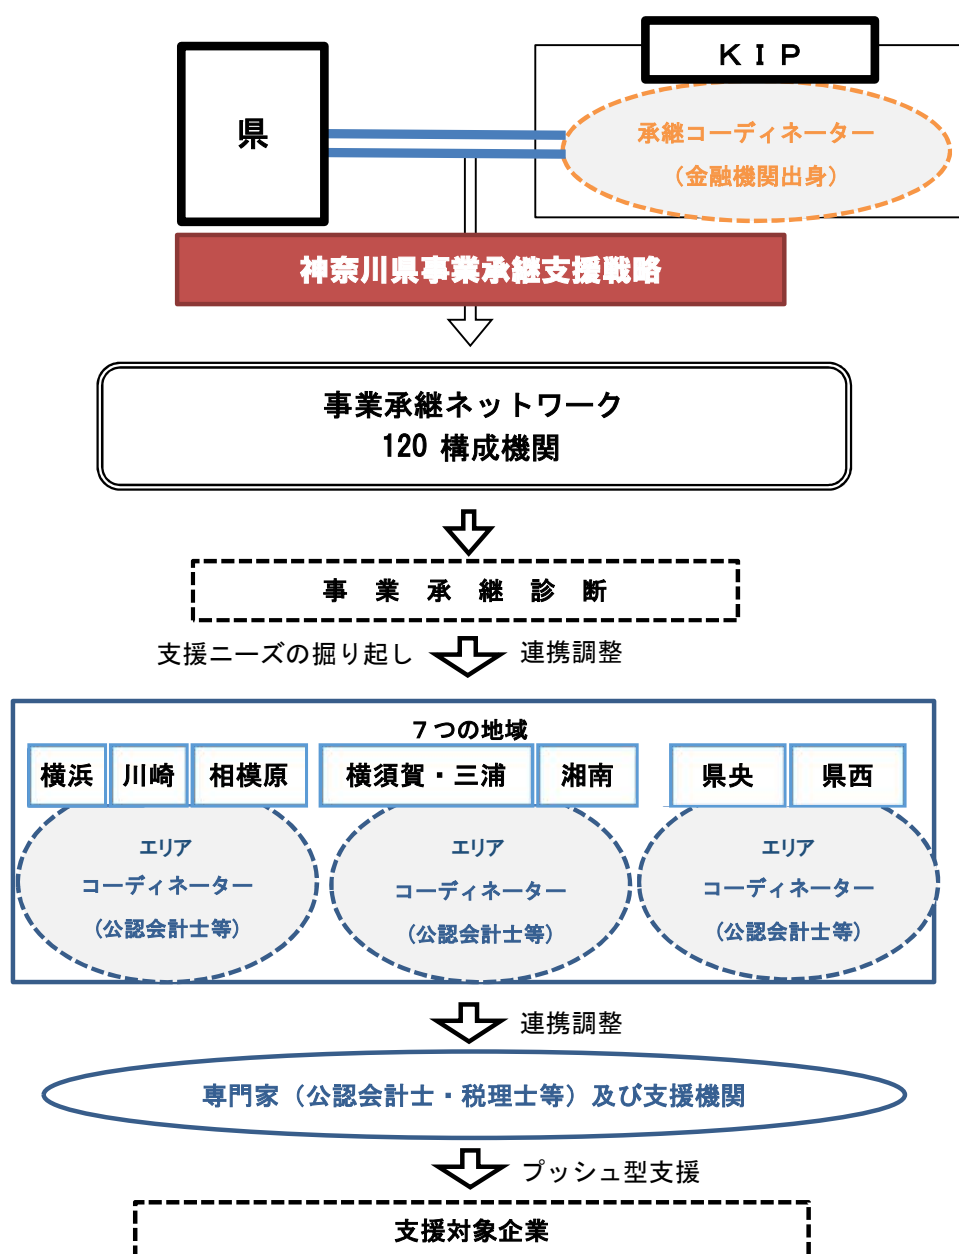 ＫＩＰ
県
承継コーディネーター
（金融機関出身）
神奈川県事業承継支援戦略
事業承継ネットワーク
120 構成機関
事 業 承 継 診 断
支援ニーズの掘り起し
連携調整
７つの地域
横浜
川崎
相模原
横須賀・三浦
湘南
県央
県西
エリア
コーディネーター
（公認会計士等）
エリア
コーディネーター
（公認会計士等）
エリア
コーディネーター
（公認会計士等）
連携調整
専門家（公認会計士・税理士等）及び支援機関
プッシュ型支援
支援対象企業